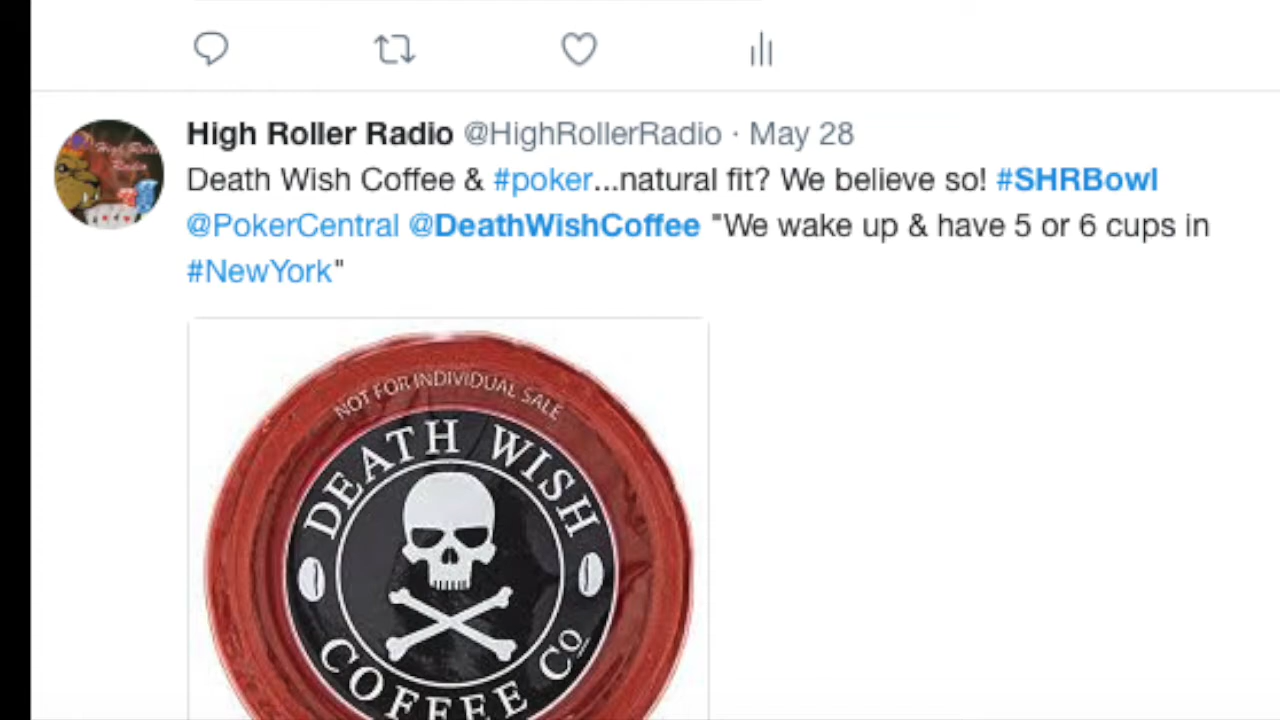 High Roller Radio @HighRollerRadio · May 28
Death Wish Coffee & #poker...natural fit? We believe so! #SHRBowl
@PokerCentral @DeathWishCoffee "We wake up & have 5 or 6 cups in
#NewYork"
NOT FOR INDIVIDUAL SALE
DEATH WISH
COFFEE CO